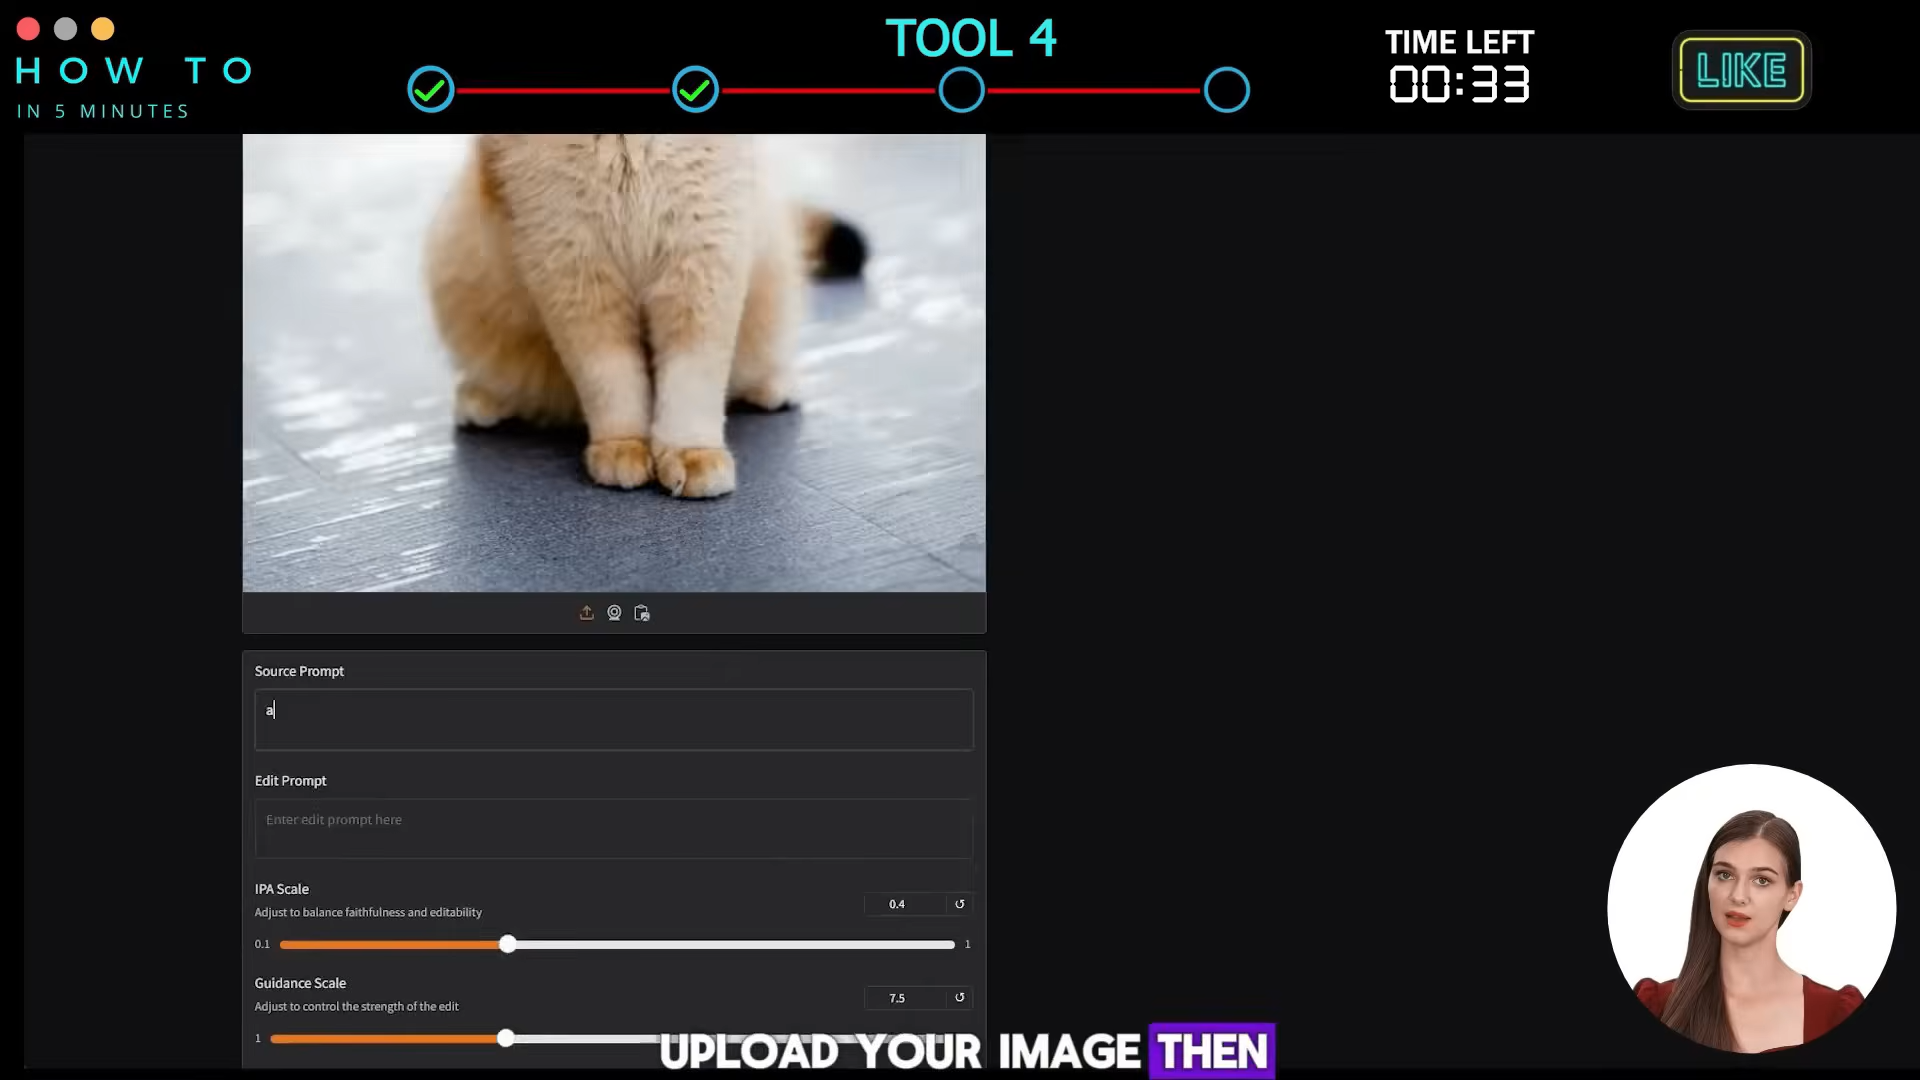 HOW TO
IN 5 MINUTES
TOOL 4
TIME LEFT
00:33
LIKE
Source Prompt
a
Edit Prompt
Enter edit prompt here
IPA Scale
Adjust to balance faithfulness and editability
0.4
0.1
1
Guidance Scale
Adjust to control the strength of the edit
7.5
1
UPLOAD YOUR IMAGE THEN